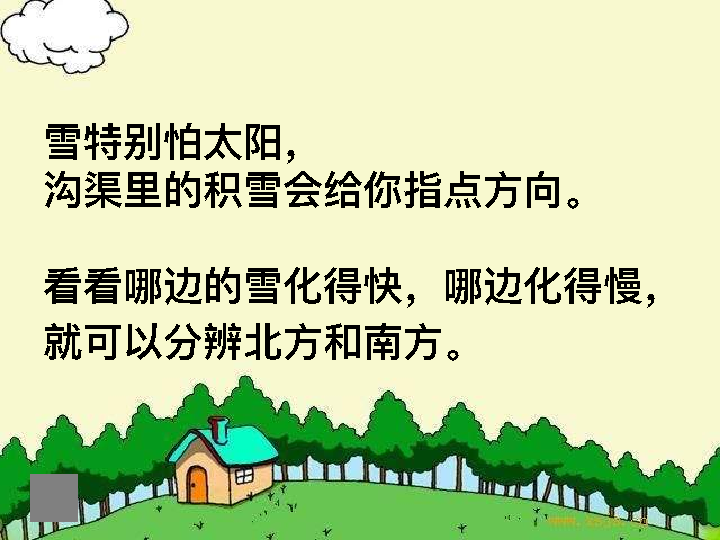 雪特别怕太阳，
沟渠里的积雪会给你指点方向。
看看哪边的雪化得快，哪边化得慢，
就可以分辨北方和南方。